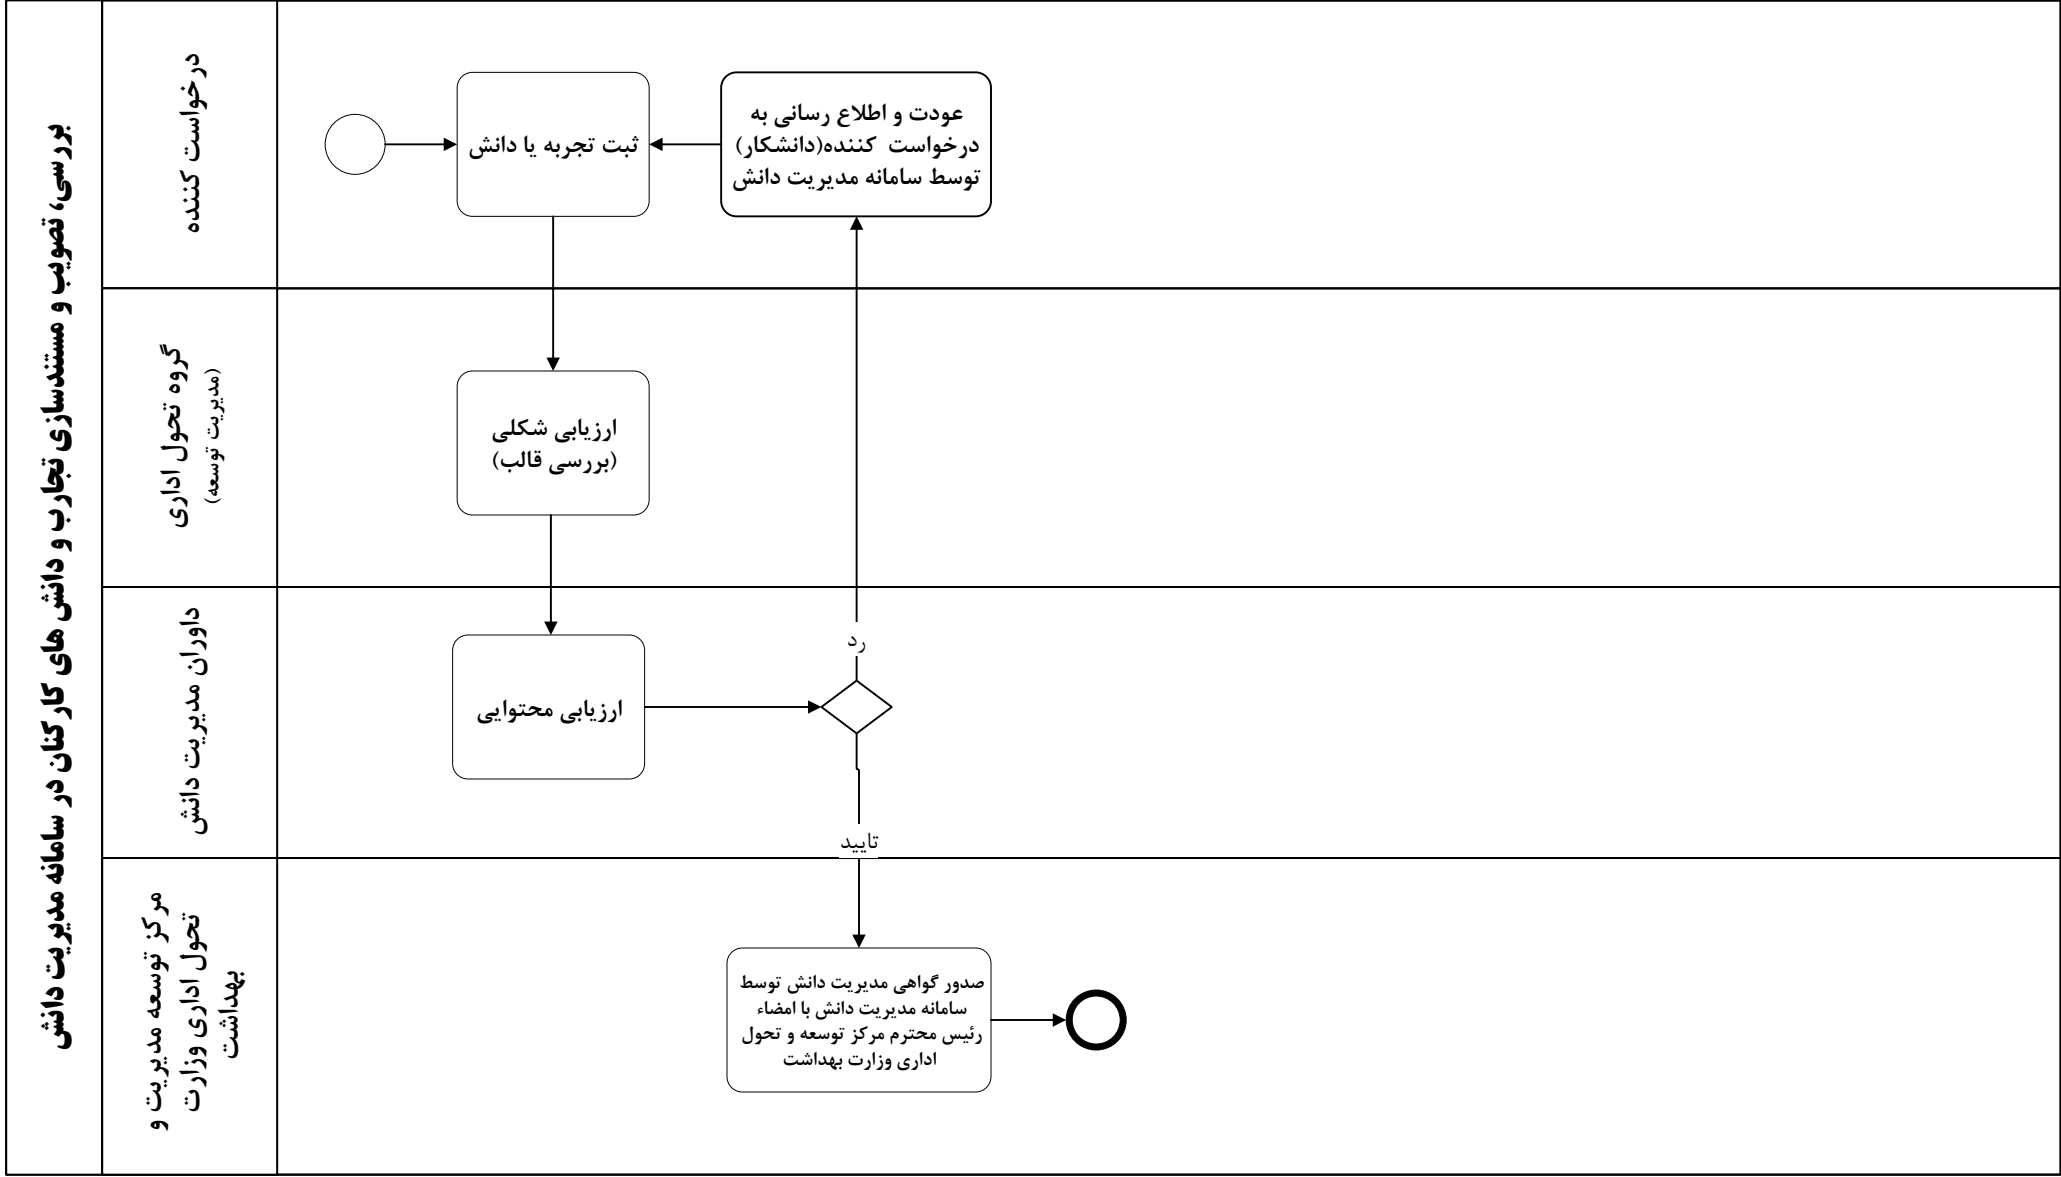 بررسی، تصویب و مستندسازی تجارب و دانش های کارکنان در سامانه مدیریت دانش
درخواست کننده
ثبت تجربه یا دانش
عودت و اطلاع رسانی به
درخواست کننده(دانشکار)
توسط سامانه مدیریت دانش
گروه تحول اداری
(مدیریت توسعه)
ارزیابی شکلی
(بررسی قالب)
داوران مدیریت دانش
ارزیابی محتوایی
رد
تایید
مرکز توسعه مدیریت و
تحول اداری وزارت
بهداشت
صدور گواهی مدیریت دانش توسط
سامانه مدیریت دانش با امضاء
رئیس محترم مرکز توسعه و تحول
اداری وزارت بهداشت